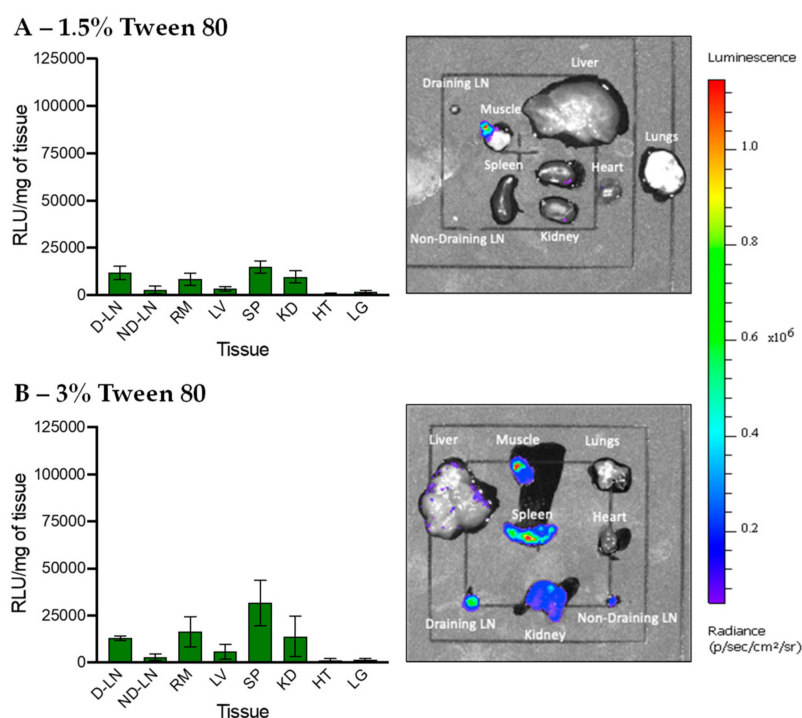 A – 1.5% Tween 80
125000
100000
75000
50000
25000
0
RLU/mg of tissue
D-LN
ND-LN
RM
LV
SP
KD
HT
LG
Tissue
Liver
Draining LN
Muscle
Lungs
Spleen
Heart
Non-Draining LN
Kidney
Luminescence
1.0
0.8
0.6
x10⁶
0.4
0.2
Radiance
(p/sec/cm²/sr)
B – 3% Tween 80
125000
100000
75000
50000
25000
0
RLU/mg of tissue
D-LN
ND-LN
RM
LV
SP
KD
HT
LG
Tissue
Liver
Muscle
Lungs
Spleen
Heart
Draining LN
Non-Draining LN
Kidney